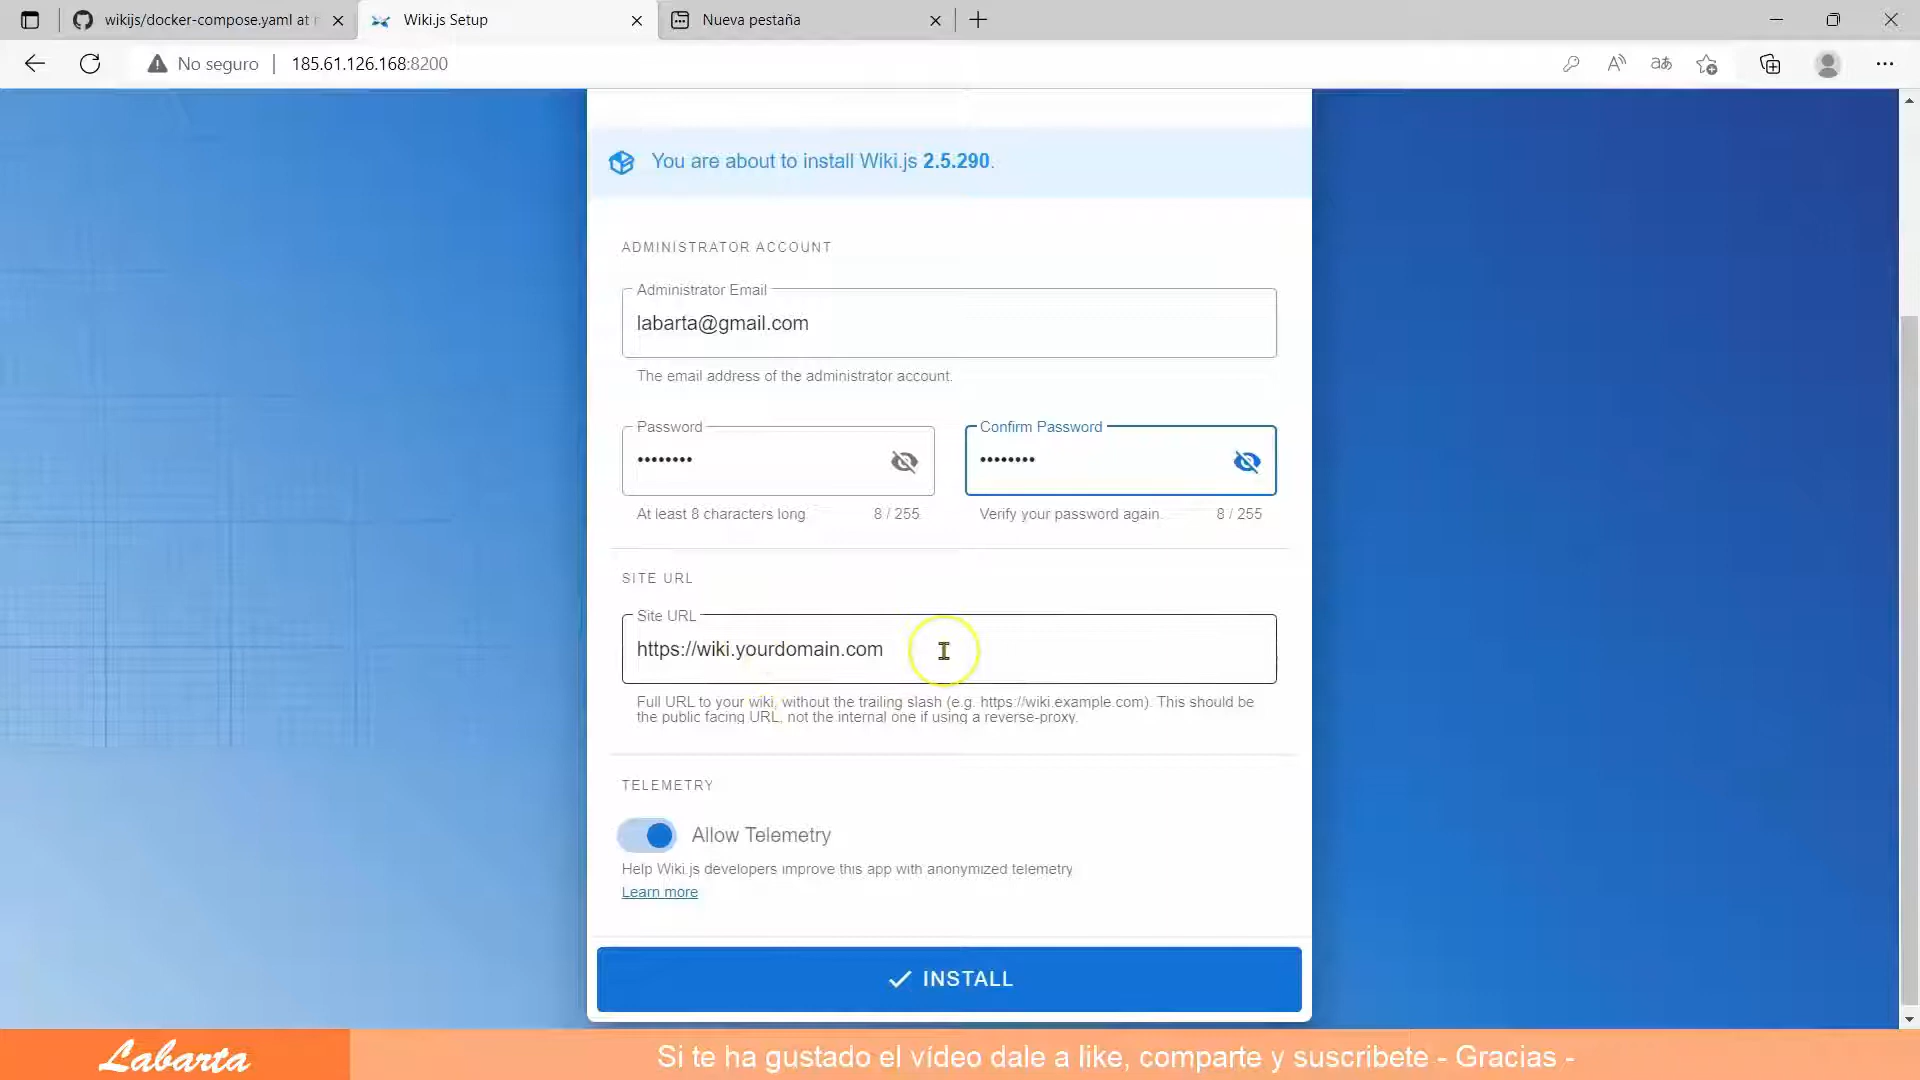 wikijs/docker-compose.yaml at
Wiki.js Setup
Nueva pestaña
No seguro
185.61.126.168:8200
You are about to install Wiki.js 2.5.290.
ADMINISTRATOR ACCOUNT
Administrator Email
labarta@gmail.com
The email address of the administrator account.
Password
Confirm Password
••••••••
••••••••
At least 8 characters long
8 / 255
Verify your password again.
8 / 255
SITE URL
Site URL
https://wiki.yourdomain.com
Full URL to your wiki, without the trailing slash (e.g. https://wiki.example.com). This should be
the public facing URL, not the internal one if using a reverse-proxy.
TELEMETRY
Allow Telemetry
Help Wiki.js developers improve this app with anonymized telemetry
Learn more
INSTALL
Labarta
Si te ha gustado el vídeo dale a like, comparte y suscribete - Gracias -